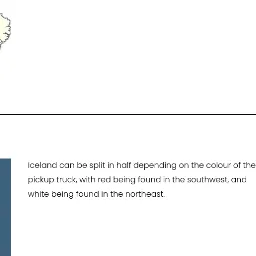 Iceland can be split in half depending on the colour of the
pickup truck, with red being found in the southwest, and
white being found in the northeast.